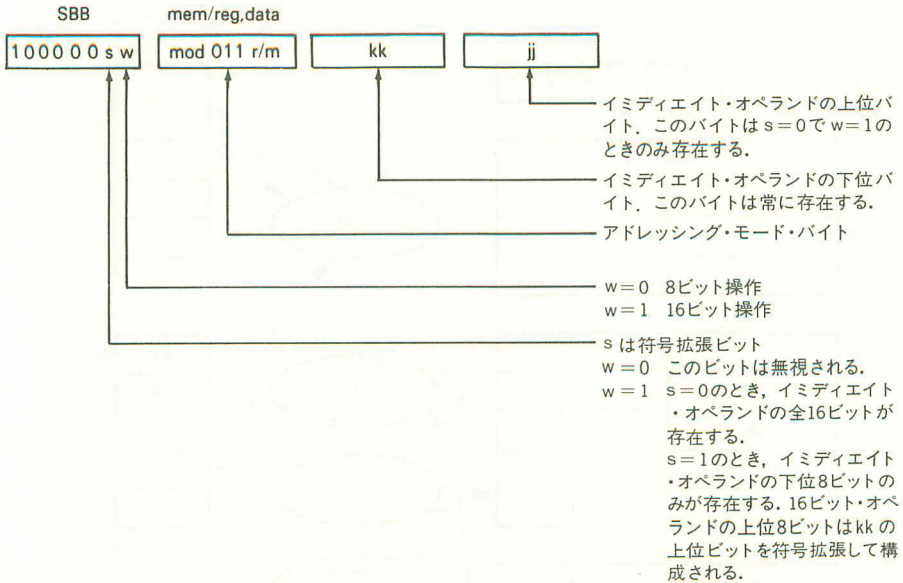 SBB mem/reg,data
1 0 0 0 0 0 s w mod 011 r/m kk jj
イミディエイト・オペランドの上位バ
イト．このバイトは s＝0で w＝1の
ときのみ存在する．
イミディエイト・オペランドの下位バ
イト．このバイトは常に存在する．
アドレッシング・モード・バイト
w＝0 8ビット操作
w＝1 16ビット操作
s は符号拡張ビット
w＝0 このビットは無視される．
w＝1 s＝0のとき，イミディエイト
・オペランドの全16ビットが
存在する．
s＝1のとき，イミディエイト
・オペランドの下位8ビットの
みが存在する．16ビット・オペ
ランドの上位8ビットはkk の
上位ビットを符号拡張して構
成される．